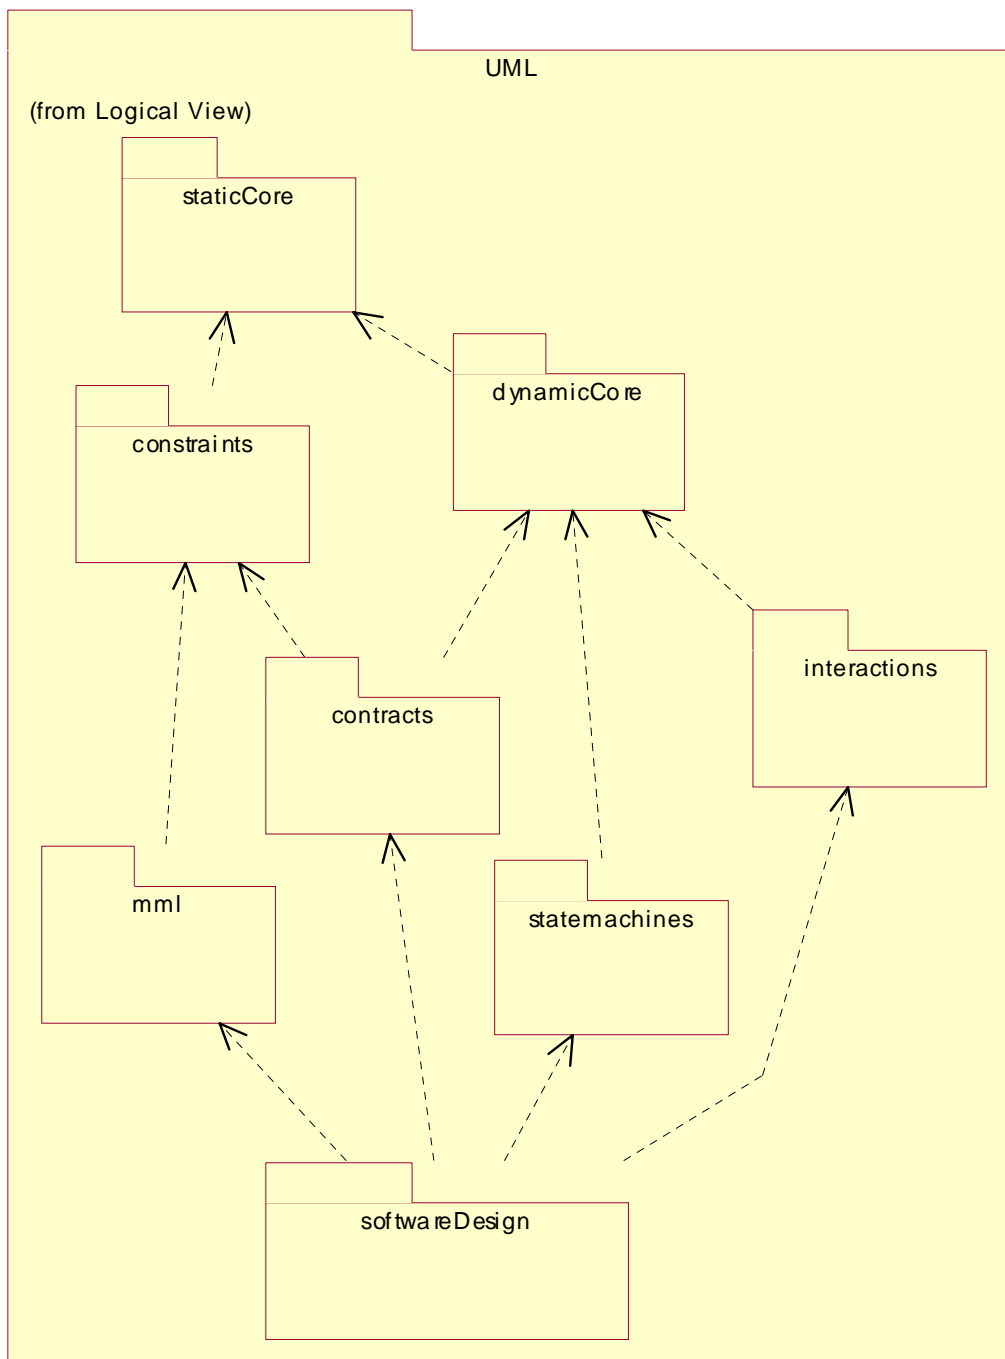 UML
(from Logical View)
staticCore
dynamicCore
constraints
interactions
contracts
mml
statemachines
softwareDesign